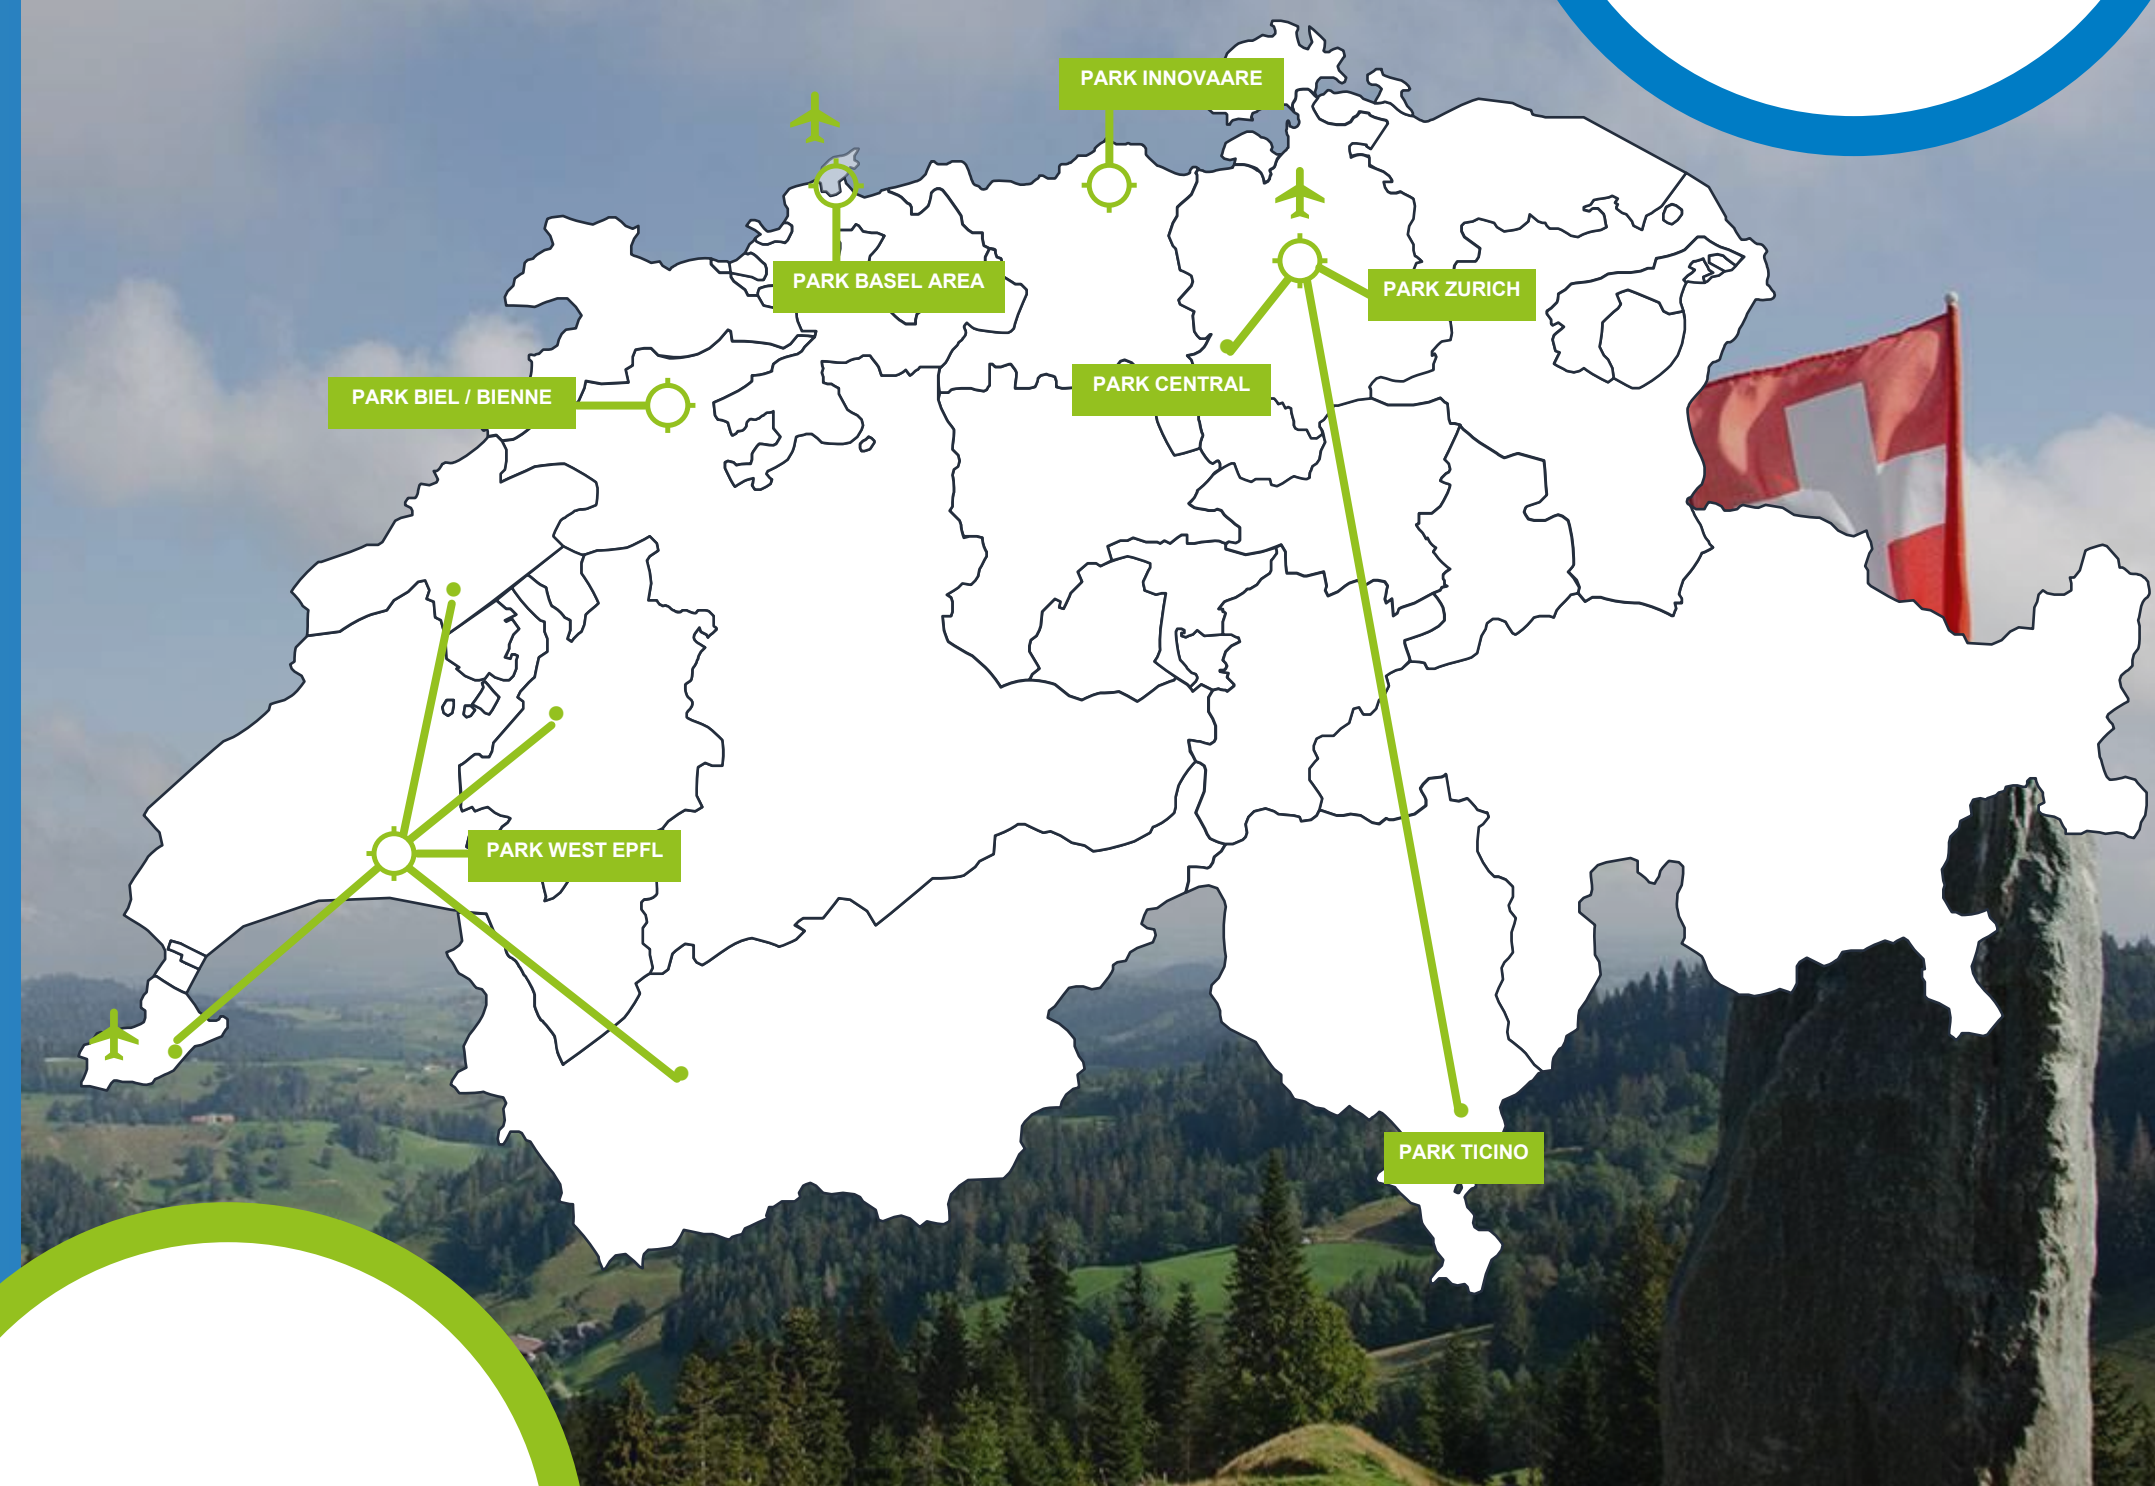 PARK INNOVAARE
PARK BASEL AREA
PARK ZURICH
PARK CENTRAL
PARK BIEL / BIENNE
PARK WEST EPFL
PARK TICINO